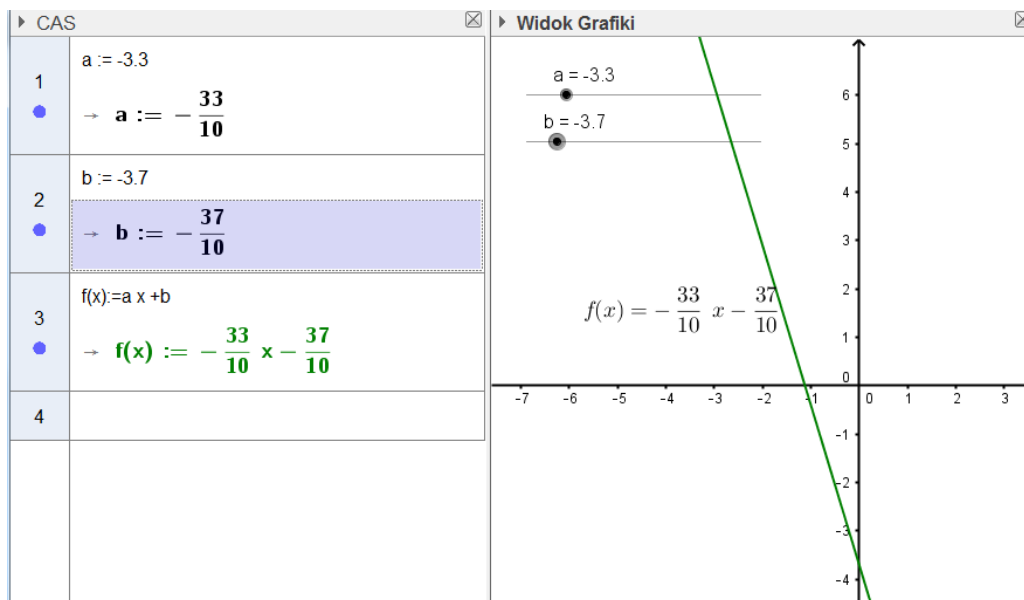 CAS
1
a := -3.3
→ a := − 33/10
2
b := -3.7
→ b := − 37/10
3
f(x):=a x +b
→ f(x) := − 33/10 x − 37/10
4
Widok Grafiki
a = -3.3
b = -3.7
f(x) = − 33/10 x − 37/10
6
5
4
3
2
1
0
-7 -6 -5 -4 -3 -2 -1 0 1 2 3
-1
-2
-3
-4